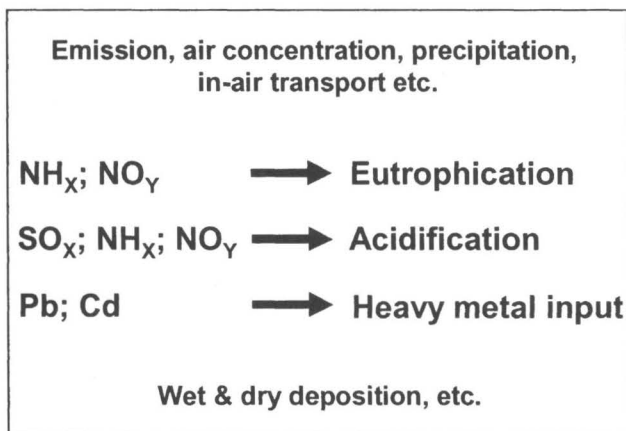 Emission, air concentration, precipitation,
in-air transport etc.
NHX; NOY → Eutrophication
SOX; NHX; NOY → Acidification
Pb; Cd → Heavy metal input
Wet & dry deposition, etc.